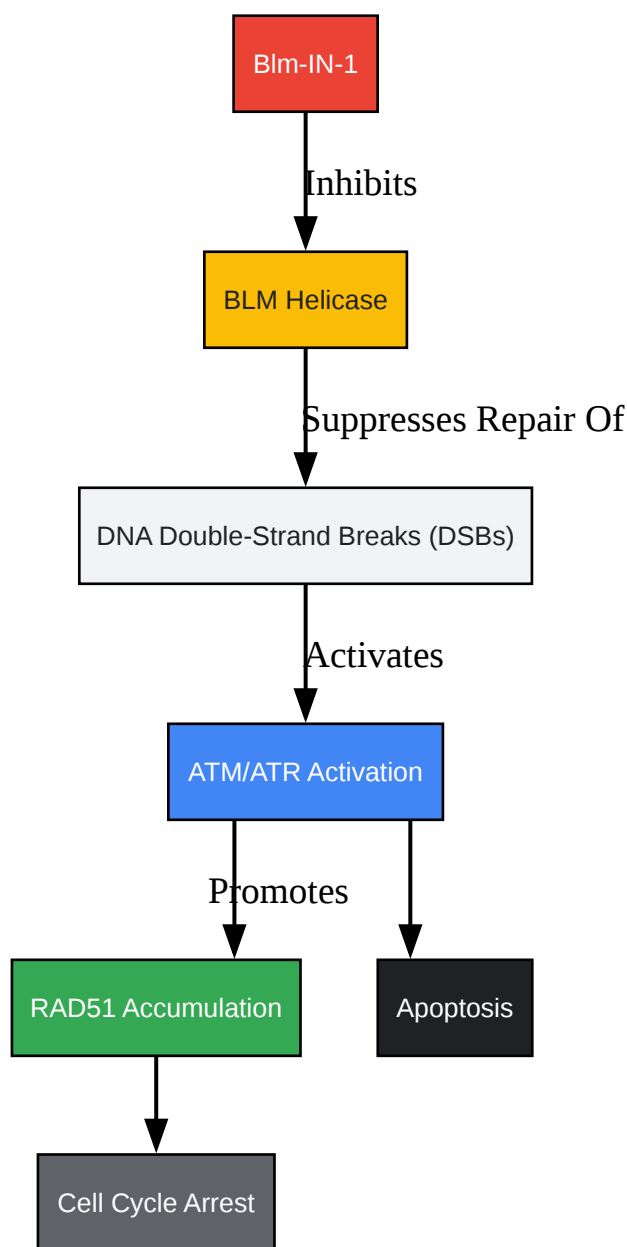 Blm-IN-1
Inhibits
BLM Helicase
Suppresses Repair Of
DNA Double-Strand Breaks (DSBs)
Activates
ATM/ATR Activation
Promotes
RAD51 Accumulation
Apoptosis
Cell Cycle Arrest